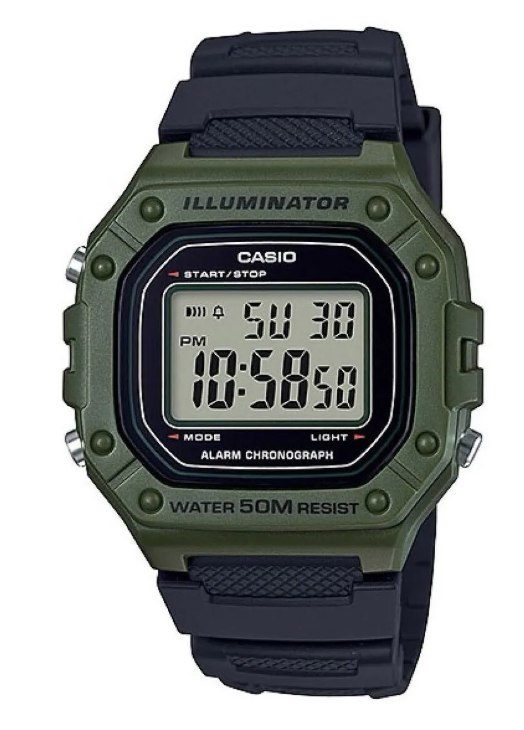 ILLUMINATOR
CASIO
START/STOP
SU 30
PM
10:58 50
MODE LIGHT
ALARM CHRONOGRAPH
WATER 50M RESIST